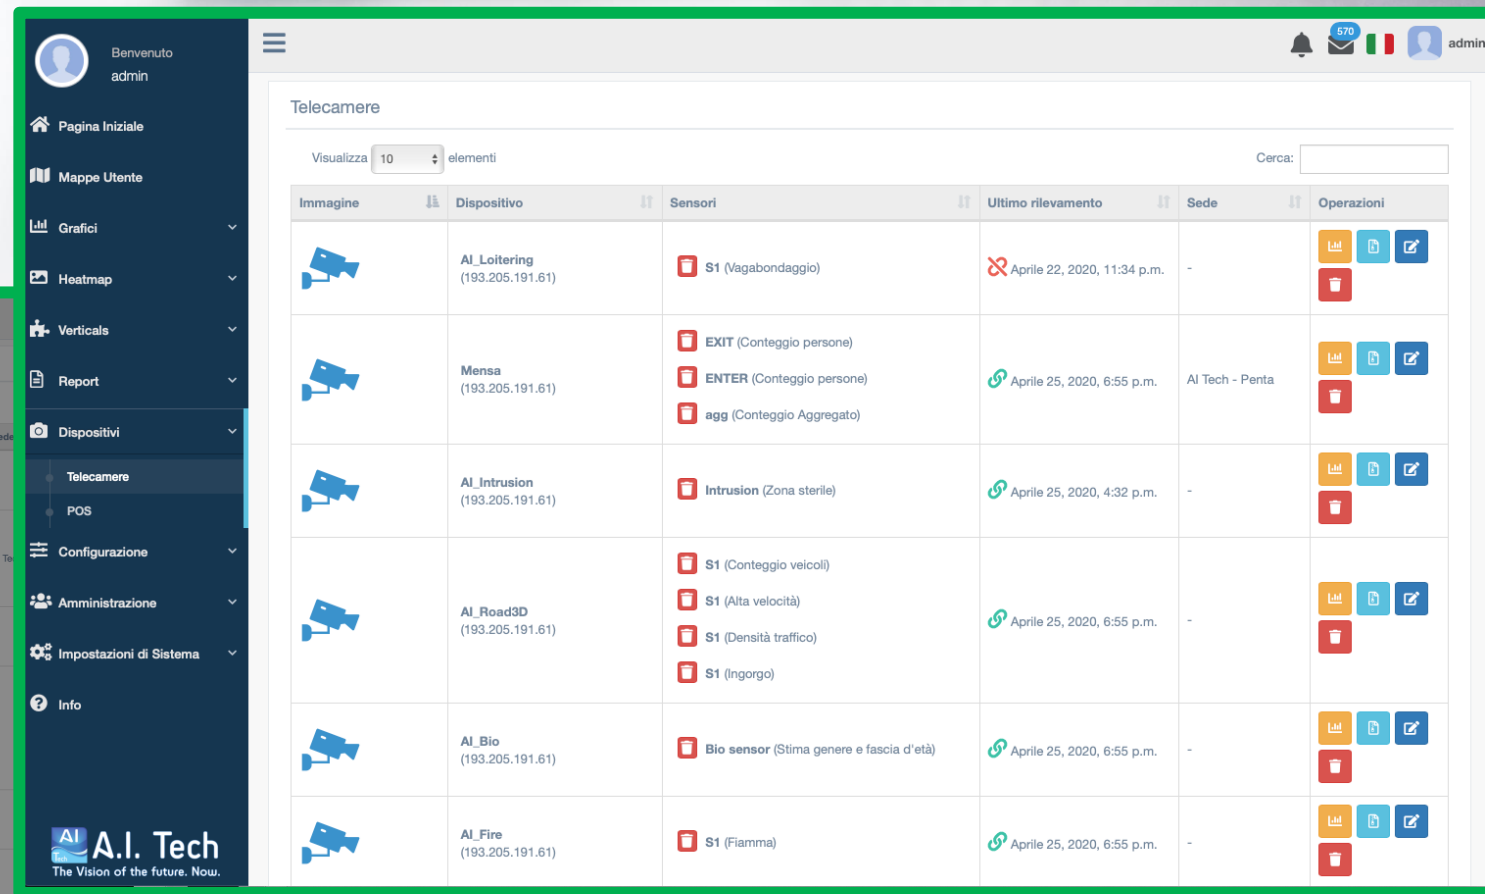 Benvenuto
admin
570
admin
Pagina Iniziale
Mappe Utente
Grafici
Heatmap
Verticals
Report
Dispositivi
Telecamere
POS
Configurazione
Amministrazione
Impostazioni di Sistema
Info
AI
Tech
A.I. Tech
The Vision of the future. Now.
Telecamere
Visualizza 10 elementi
Cerca:
Immagine Dispositivo Sensori Ultimo rilevamento Sede Operazioni
AI_Loitering
(193.205.191.61)
S1 (Vagabondaggio)
Aprile 22, 2020, 11:34 p.m.
-
Mensa
(193.205.191.61)
EXIT (Conteggio persone)
ENTER (Conteggio persone)
agg (Conteggio Aggregato)
Aprile 25, 2020, 6:55 p.m.
AI Tech - Penta
AI_Intrusion
(193.205.191.61)
Intrusion (Zona sterile)
Aprile 25, 2020, 4:32 p.m.
-
AI_Road3D
(193.205.191.61)
S1 (Conteggio veicoli)
S1 (Alta velocità)
S1 (Densità traffico)
S1 (Ingorgo)
Aprile 25, 2020, 6:55 p.m.
-
AI_Bio
(193.205.191.61)
Bio sensor (Stima genere e fascia d'età)
Aprile 25, 2020, 6:55 p.m.
-
AI_Fire
(193.205.191.61)
S1 (Fiamma)
Aprile 25, 2020, 6:55 p.m.
-